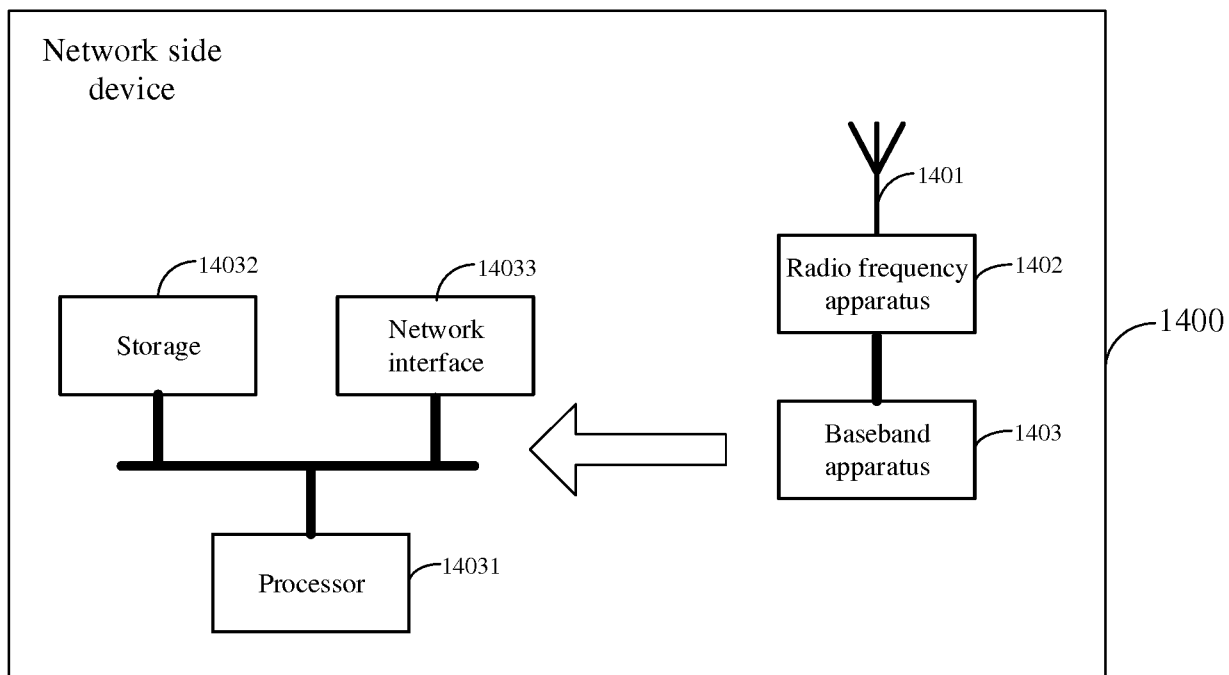 Network side
device
1401
Radio frequency
apparatus
1402
14032
14033
Storage
Network
interface
1400
Baseband
apparatus
1403
Processor
14031